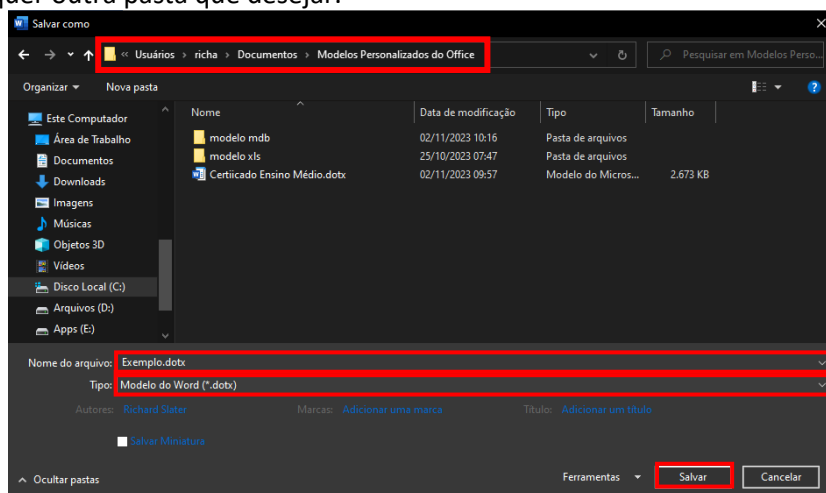 quer outra pasta que desejar.
Salvar como
« Usuários › richa › Documentos › Modelos Personalizados do Office
Pesquisar em Modelos Perso...
Organizar Nova pasta
Este Computador
Área de Trabalho
Documentos
Downloads
Imagens
Músicas
Objetos 3D
Vídeos
Disco Local (C:)
Arquivos (D:)
Apps (E:)
Nome Data de modificação Tipo Tamanho
modelo mdb 02/11/2023 10:16 Pasta de arquivos
modelo xls 25/10/2023 07:47 Pasta de arquivos
Certiicado Ensino Médio.dotx 02/11/2023 09:57 Modelo do Micros... 2.673 KB
Nome do arquivo: Exemplo.dotx
Tipo: Modelo do Word (*.dotx)
Autores: Richard Slater Marcas: Adicionar uma marca Título: Adicionar um título
Salvar Miniatura
Ocultar pastas Ferramentas Salvar Cancelar